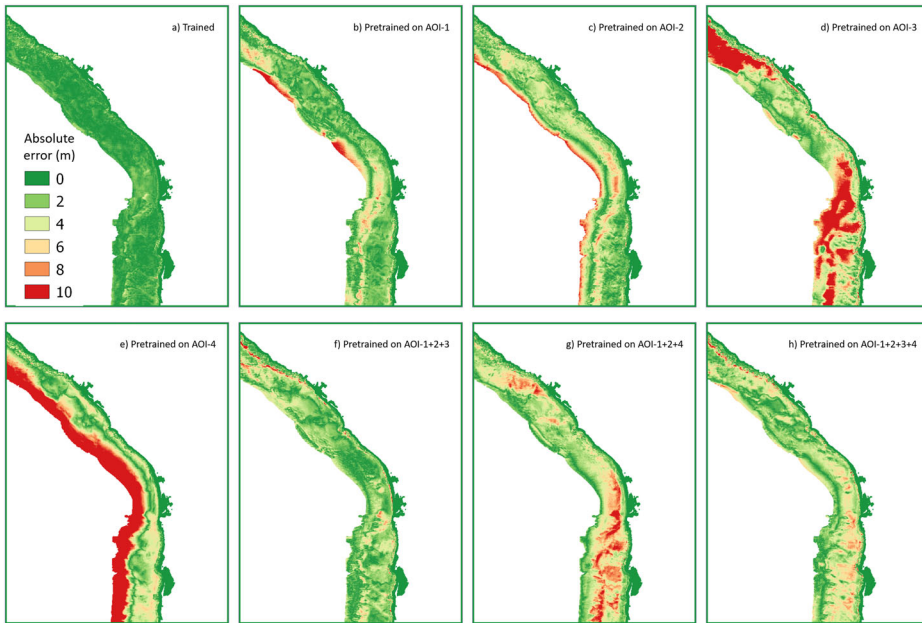 a) Trained
b) Pretrained on AOI-1
c) Pretrained on AOI-2
d) Pretrained on AOI-3
Absolute
error (m)
0
2
4
6
8
10
e) Pretrained on AOI-4
f) Pretrained on AOI-1+2+3
g) Pretrained on AOI-1+2+4
h) Pretrained on AOI-1+2+3+4